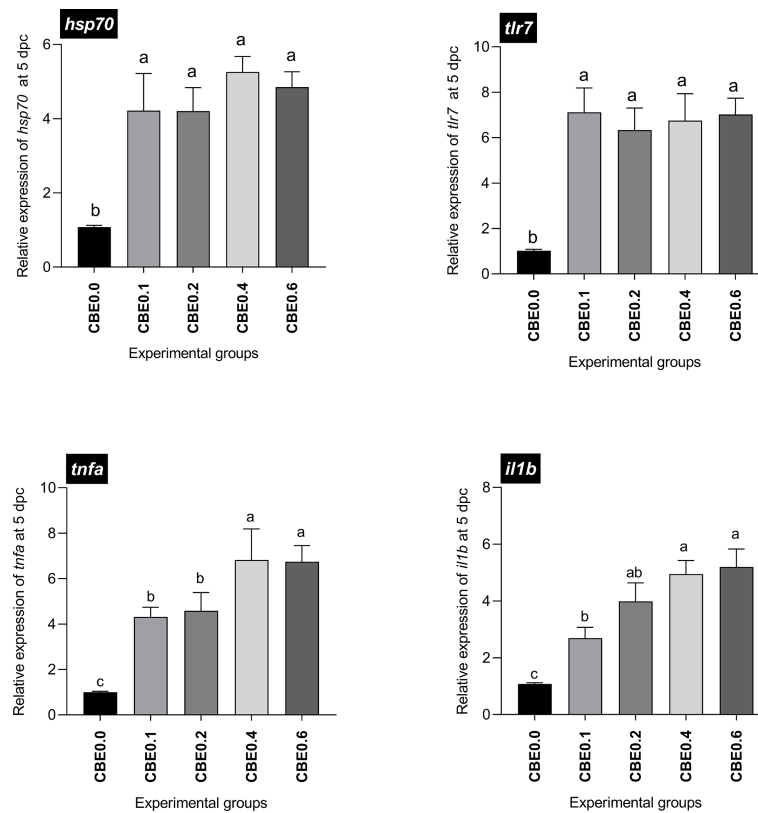 hsp70
Relative expression of hsp70 at 5 dpc
6
4
2
0
b
a
a
a
a
CBE0.0
CBE0.1
CBE0.2
CBE0.4
CBE0.6
Experimental groups
tlr7
Relative expression of tlr7 at 5 dpc
10
8
6
4
2
0
b
a
a
a
a
CBE0.0
CBE0.1
CBE0.2
CBE0.4
CBE0.6
Experimental groups
tnfa
Relative expression of tnfa at 5 dpc
10
8
6
4
2
0
c
b
b
a
a
CBE0.0
CBE0.1
CBE0.2
CBE0.4
CBE0.6
Experimental groups
il1b
Relative expression of il1b at 5 dpc
8
6
4
2
0
c
b
ab
a
a
CBE0.0
CBE0.1
CBE0.2
CBE0.4
CBE0.6
Experimental groups